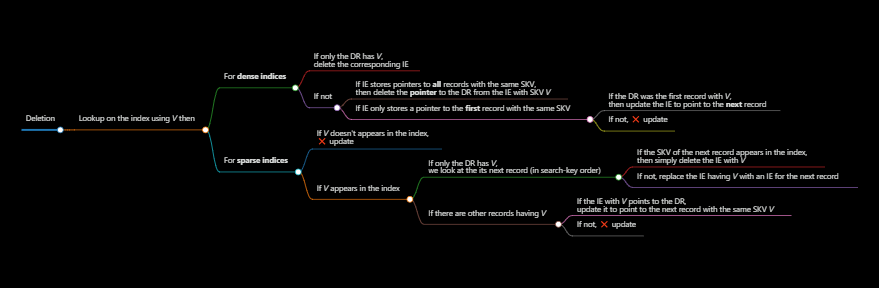 Deletion
Lookup on the index using V then
For dense indices
If only the DR has V,
delete the corresponding IE
If not
If IE stores pointers to all records with the same SKV,
then delete the pointer to the DR from the IE with SKV V
If IE only stores a pointer to the first record with the same SKV
If the DR was the first record with V,
then update the IE to point to the next record
If not, ❌ update
For sparse indices
If V doesn't appears in the index,
❌ update
If V appears in the index
If only the DR has V,
we look at the its next record (in search-key order)
If the SKV of the next record appears in the index,
then simply delete the IE with V
If not, replace the IE having V with an IE for the next record
If there are other records having V
If the IE with V points to the DR,
update it to point to the next record with the same SKV V
If not, ❌ update